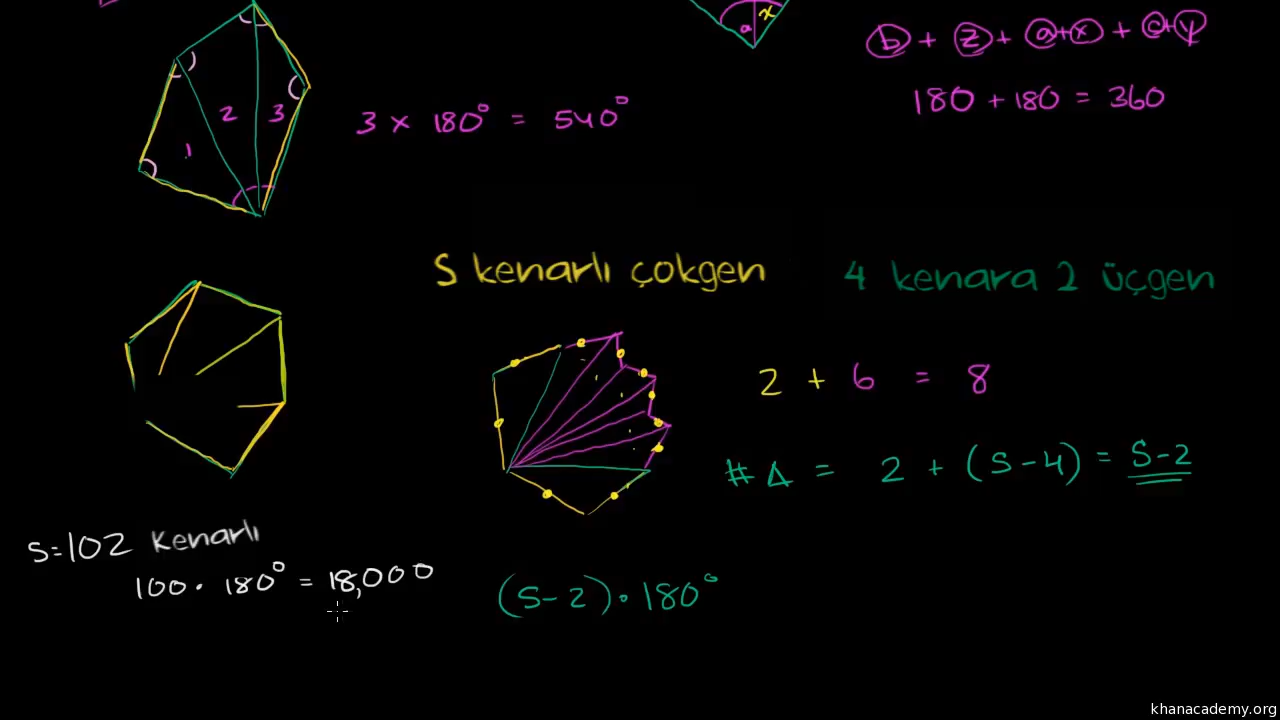 x
a
b + z + a+x + c+y
180 + 180 = 360
2 3
1
3 x 180° = 540°
S kenarlı çokgen
4 kenara 2 üçgen
2 + 6 = 8
# Δ = 2 + (S-4) = S-2
S=102 Kenarlı
100 · 180° = 18,000
(S-2) · 180°
khanacademy.org